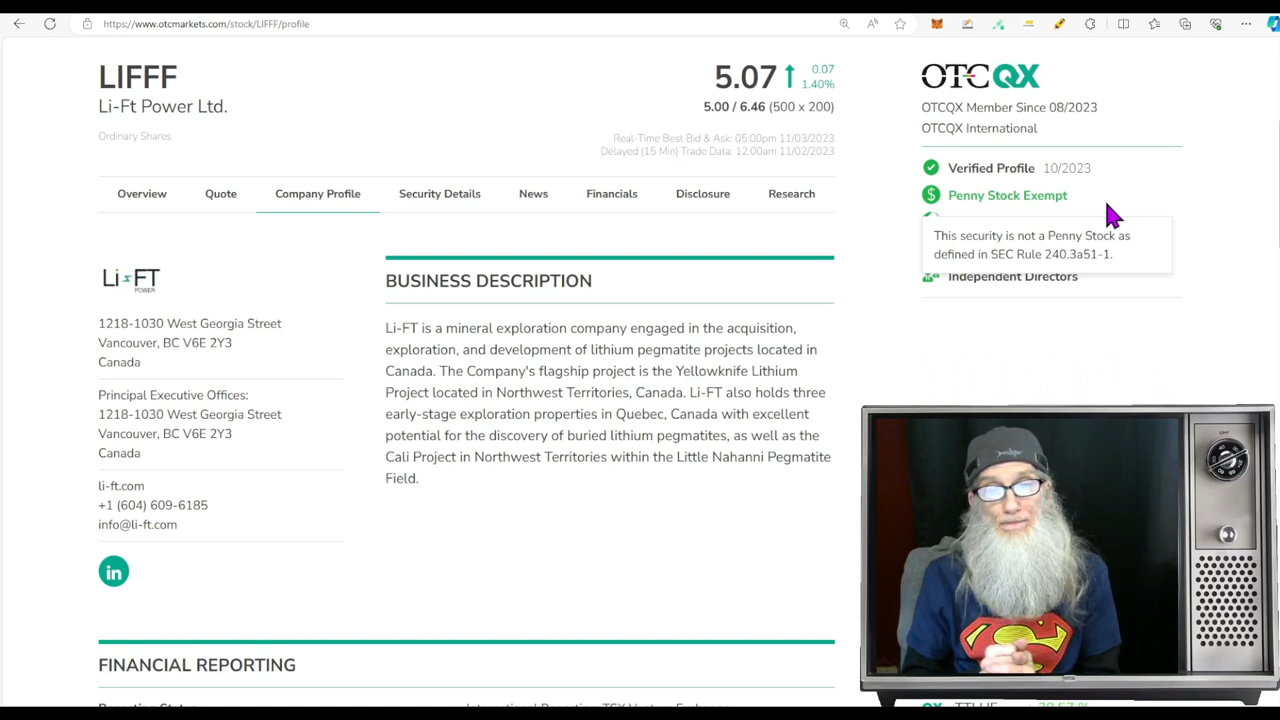 https://www.otcmarkets.com/stock/LIFFF/profile
LIFFF
Li-Ft Power Ltd.
Ordinary Shares
5.07
0.07
1.40%
5.00 / 6.46 (500 x 200)
Real-Time Best Bid & Ask: 05:00pm 11/03/2023
Delayed (15 Min) Trade Data: 12:00am 11/02/2023
OTCQX
OTCQX Member Since 08/2023
OTCQX International
Verified Profile 10/2023
Penny Stock Exempt
This security is not a Penny Stock as
defined in SEC Rule 240.3a51-1.
Independent Directors
Overview Quote Company Profile Security Details News Financials Disclosure Research
Li-FT
POWER
1218-1030 West Georgia Street
Vancouver, BC V6E 2Y3
Canada
Principal Executive Offices:
1218-1030 West Georgia Street
Vancouver, BC V6E 2Y3
Canada
li-ft.com
+1 (604) 609-6185
info@li-ft.com
in
BUSINESS DESCRIPTION
Li-FT is a mineral exploration company engaged in the acquisition,
exploration, and development of lithium pegmatite projects located in
Canada. The Company's flagship project is the Yellowknife Lithium
Project located in Northwest Territories, Canada. Li-FT also holds three
early-stage exploration properties in Quebec, Canada with excellent
potential for the discovery of buried lithium pegmatites, as well as the
Cali Project in Northwest Territories within the Little Nahanni Pegmatite
Field.
FINANCIAL REPORTING
Reporting Status International Reporting: TSX Venture Exchange